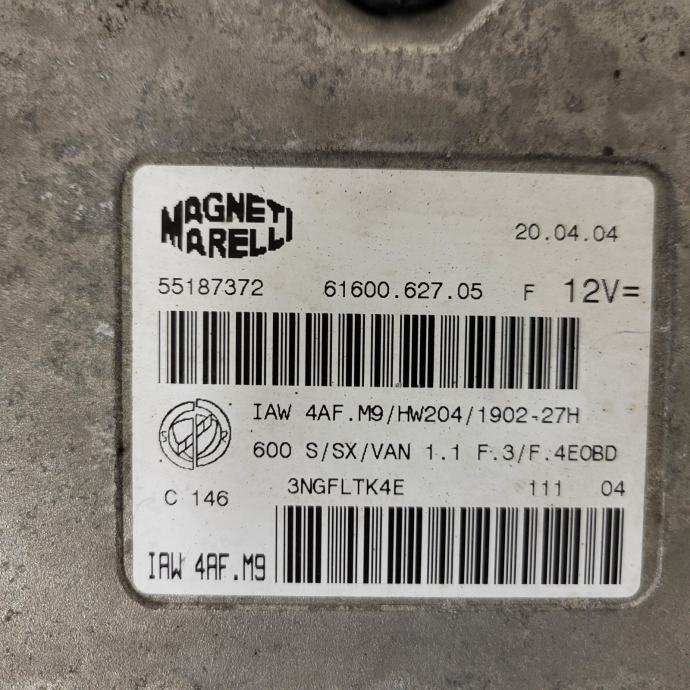 MAGNETI
MARELLI
20.04.04
55187372 61600.627.05 F 12V=
IAW 4AF.M9/HW204/1902-27H
S R
600 S/SX/VAN 1.1 F.3/F.4EOBD
C 146 3NGFLTK4E 111 04
IAW 4AF.M9